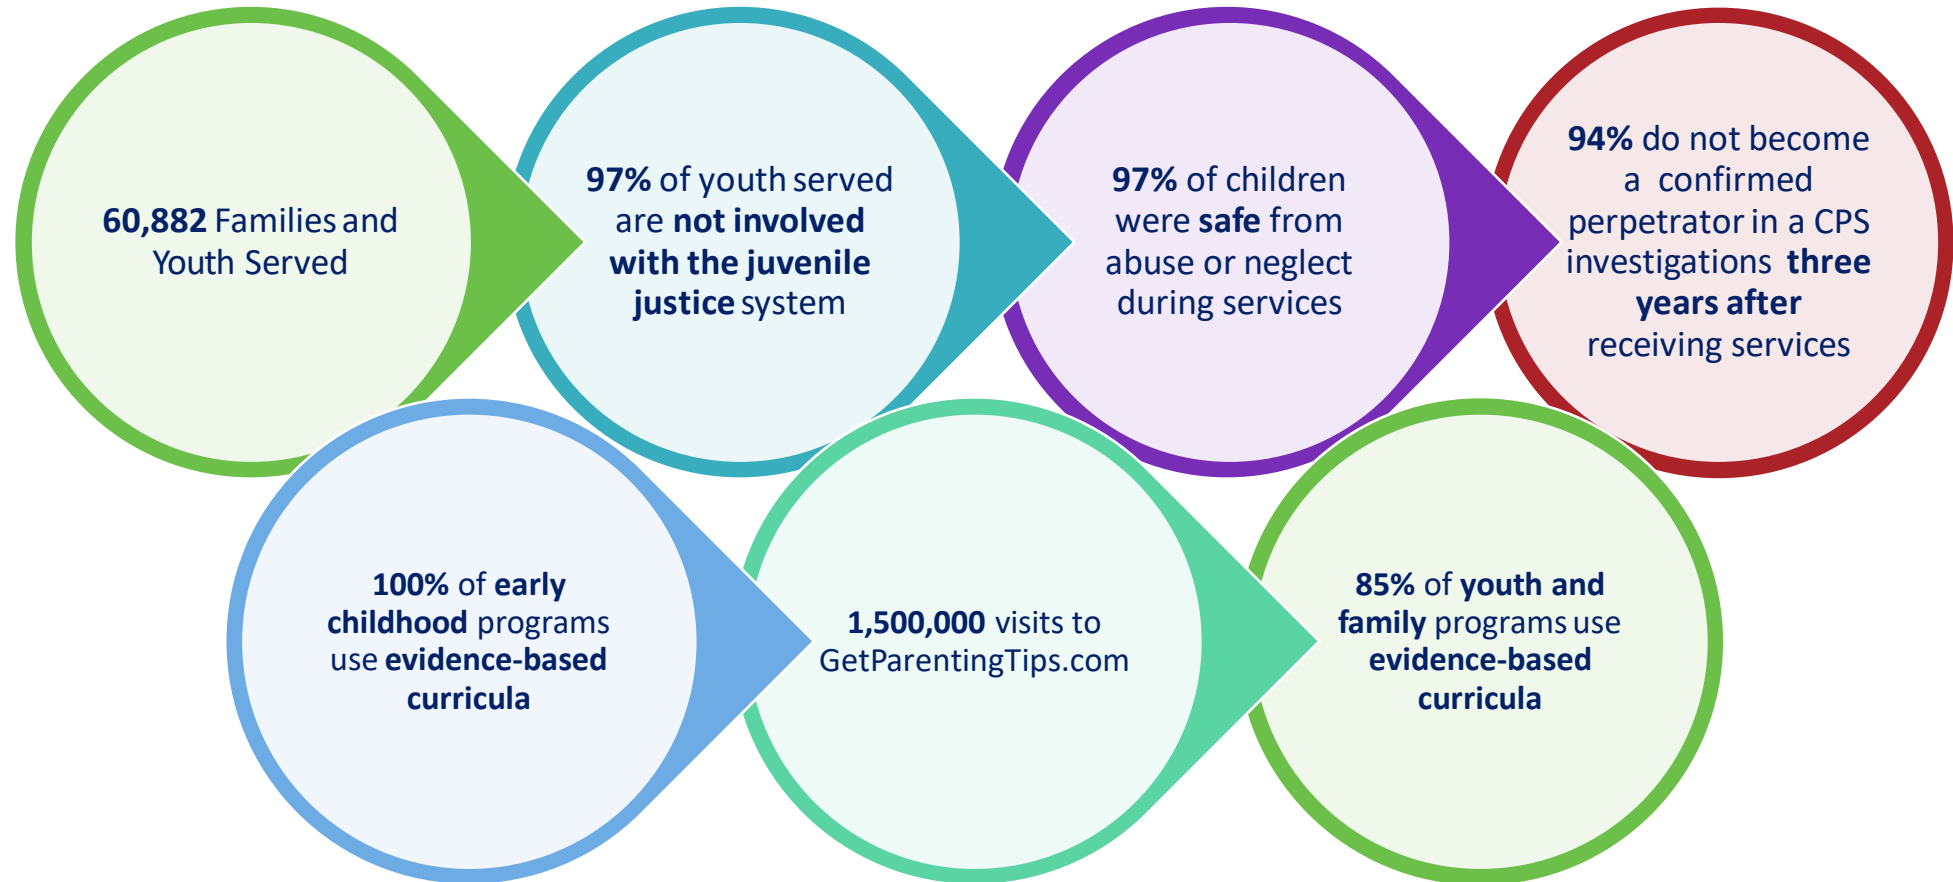 60,882 Families and
Youth Served
97% of youth served
are not involved
with the juvenile
justice system
97% of children
were safe from
abuse or neglect
during services
94% do not become
a confirmed
perpetrator in a CPS
investigations three
years after
receiving services
100% of early
childhood programs
use evidence-based
curricula
1,500,000 visits to
GetParentingTips.com
85% of youth and
family programs use
evidence-based
curricula